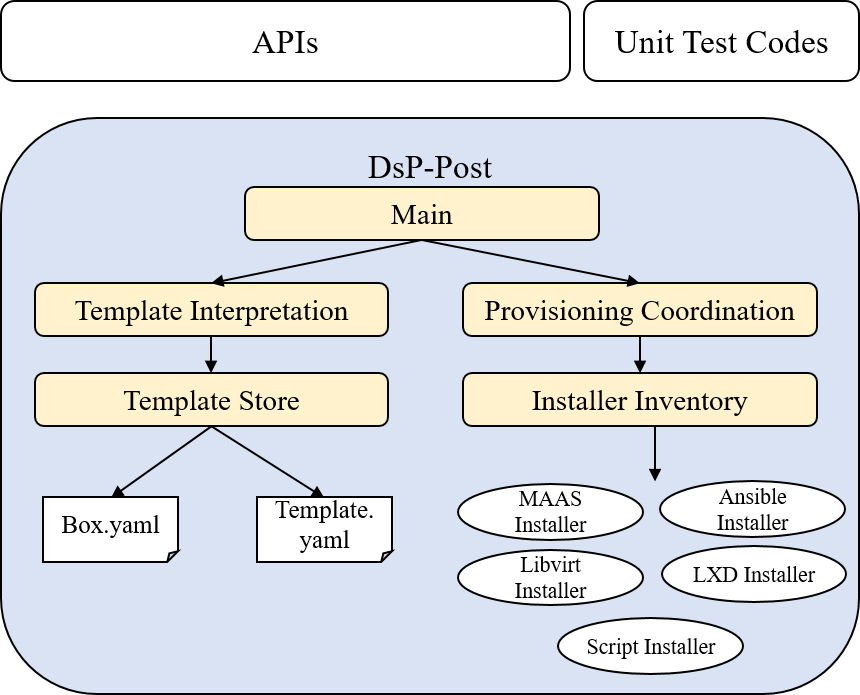 APIs
Unit Test Codes
DsP-Post
Main
Template Interpretation
Provisioning Coordination
Template Store
Installer Inventory
Box.yaml
Template.
yaml
MAAS
Installer
Ansible
Installer
Libvirt
Installer
LXD Installer
Script Installer